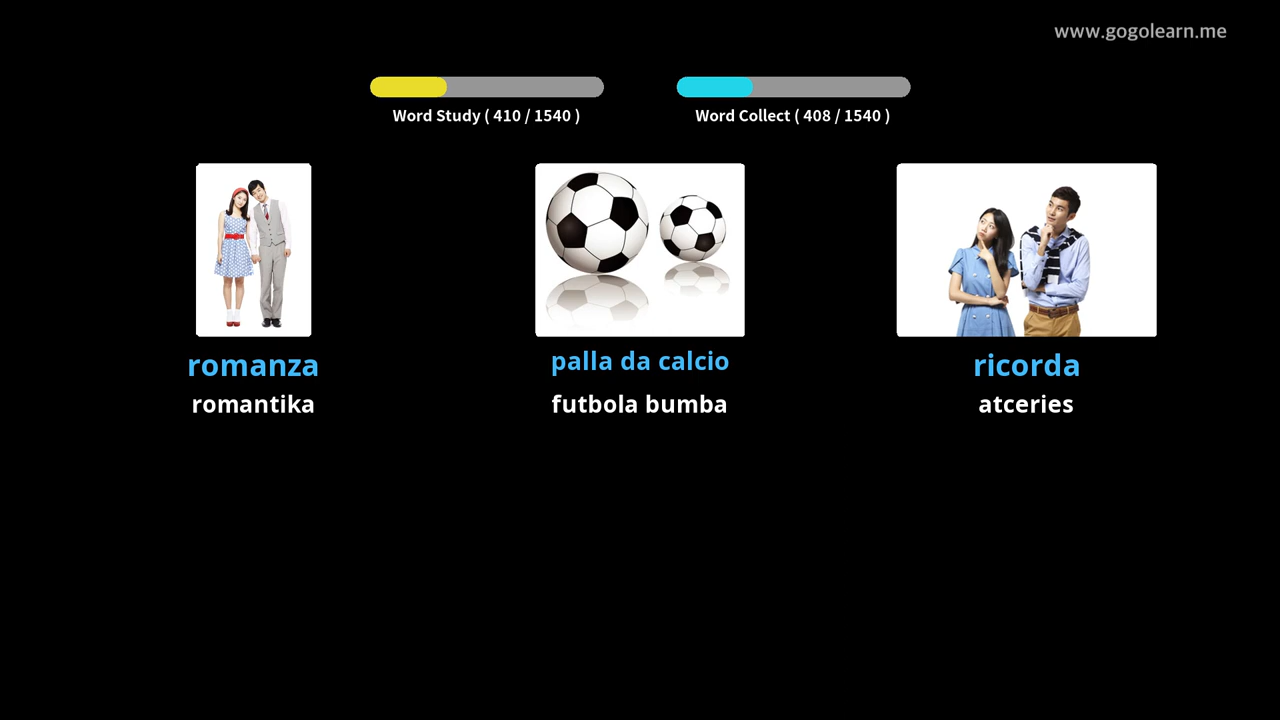 www.gogolearn.me
Word Study ( 410 / 1540 )
Word Collect ( 408 / 1540 )
romanza
romantika
palla da calcio
futbola bumba
ricorda
atceries